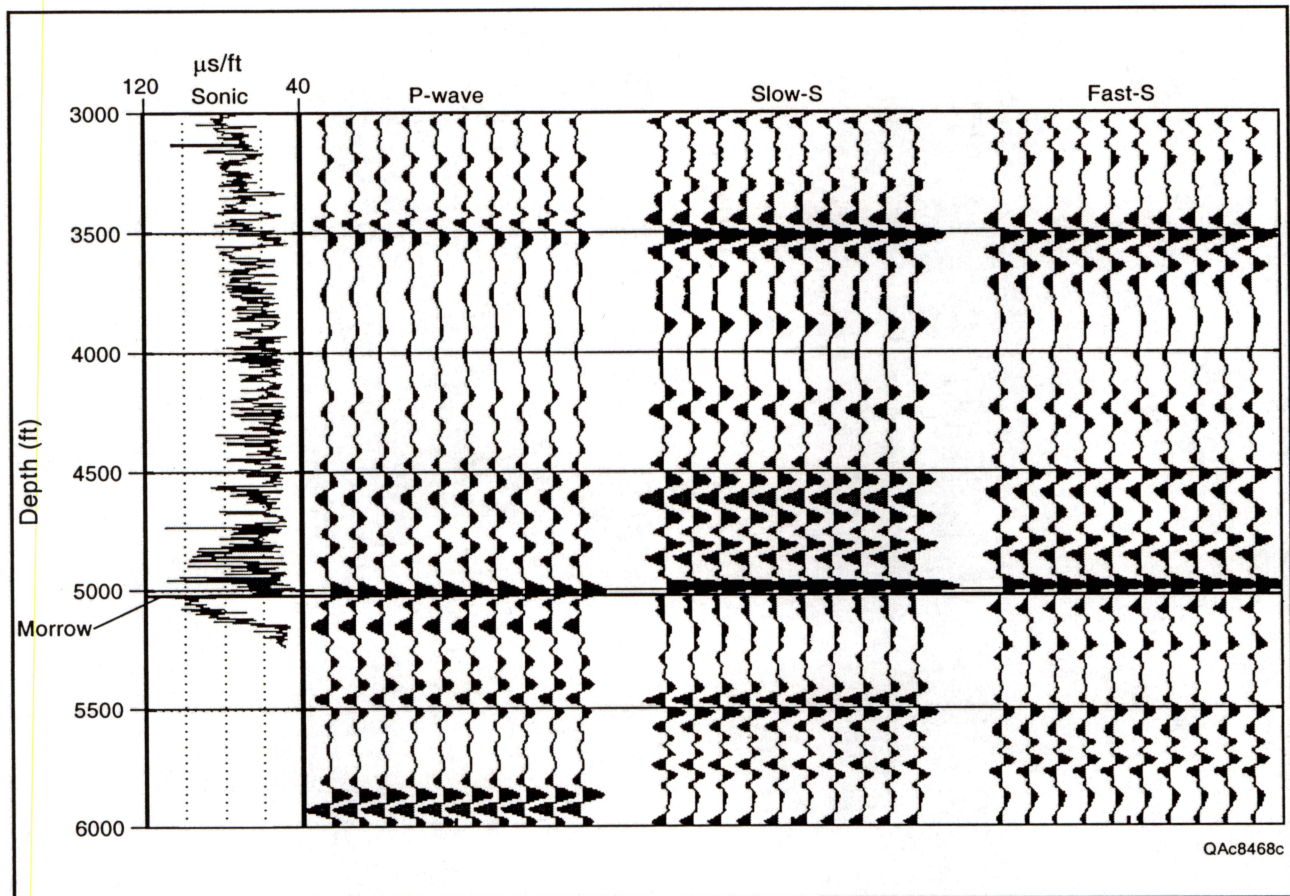 μs/ft
120 Sonic 40
P-wave
Slow-S
Fast-S
3000
3500
4000
4500
5000
5500
6000
Depth (ft)
Morrow
QAc8468c